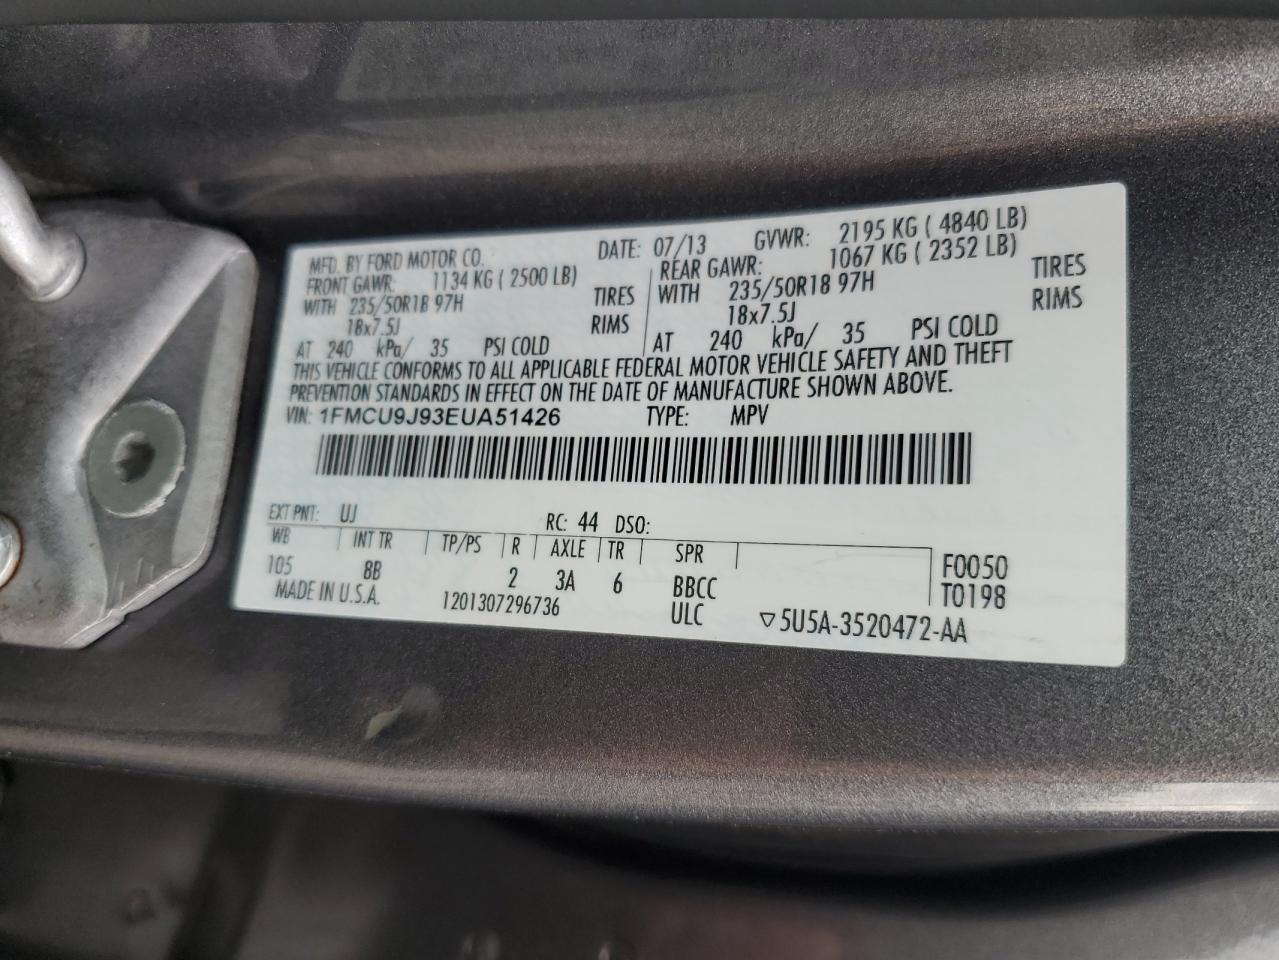 MFD. BY FORD MOTOR CO. DATE: 07/13 GVWR: 2195 KG ( 4840 LB)
FRONT GAWR: 1134 KG ( 2500 LB) REAR GAWR: 1067 KG ( 2352 LB)
WITH 235/50R18 97H TIRES WITH 235/50R18 97H TIRES
18x7.5J RIMS 18x7.5J RIMS
AT 240 kPa/ 35 PSI COLD AT 240 kPa/ 35 PSI COLD
THIS VEHICLE CONFORMS TO ALL APPLICABLE FEDERAL MOTOR VEHICLE SAFETY AND THEFT
PREVENTION STANDARDS IN EFFECT ON THE DATE OF MANUFACTURE SHOWN ABOVE.
VIN: 1FMCU9J93EUA51426 TYPE: MPV
EXT PNT: UJ RC: 44 DSO:
WB INT TR TP/PS R AXLE TR SPR
105 8B 2 3A 6 BBCC F0050
MADE IN U.S.A. 1201307296736 ULC T0198
▽5U5A-3520472-AA